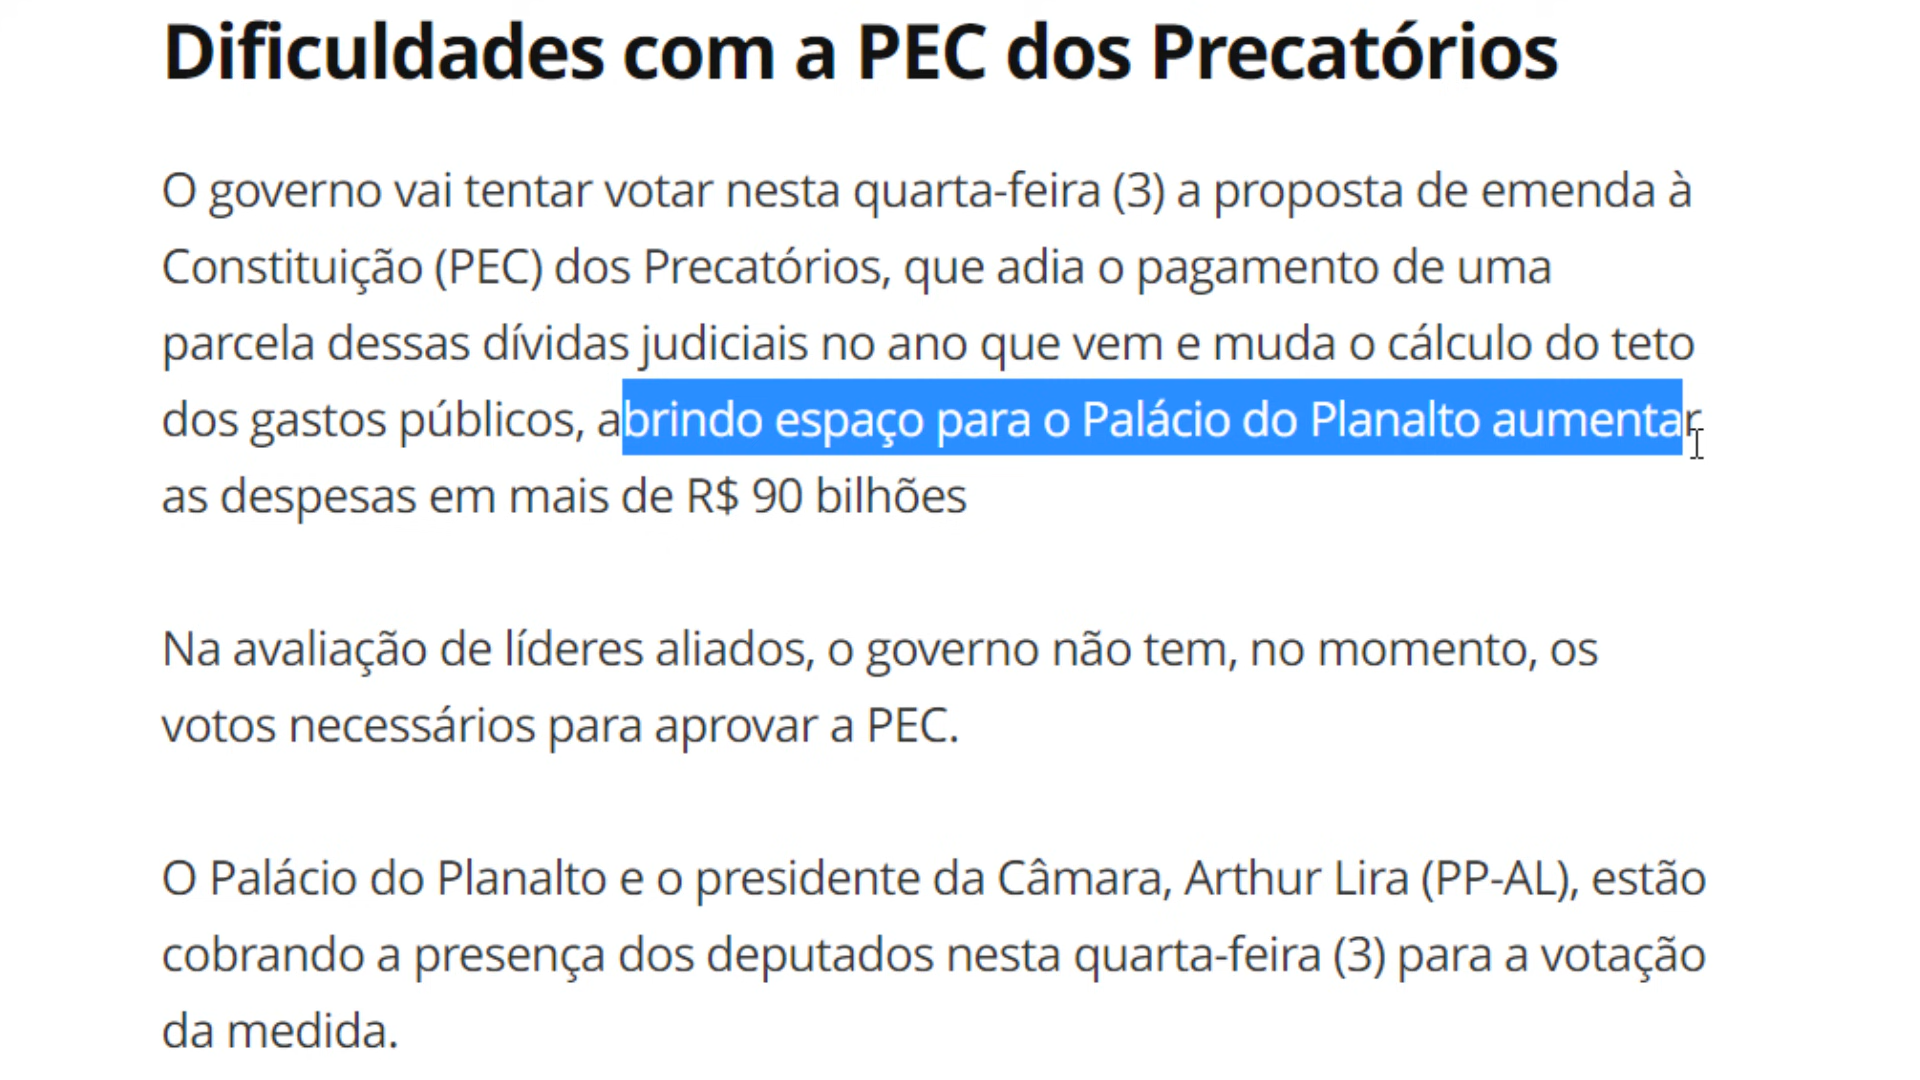 Dificuldades com a PEC dos Precatórios
O governo vai tentar votar nesta quarta-feira (3) a proposta de emenda à
Constituição (PEC) dos Precatórios, que adia o pagamento de uma
parcela dessas dívidas judiciais no ano que vem e muda o cálculo do teto
dos gastos públicos, abrindo espaço para o Palácio do Planalto aumentar
as despesas em mais de R$ 90 bilhões
Na avaliação de líderes aliados, o governo não tem, no momento, os
votos necessários para aprovar a PEC.
O Palácio do Planalto e o presidente da Câmara, Arthur Lira (PP-AL), estão
cobrando a presença dos deputados nesta quarta-feira (3) para a votação
da medida.